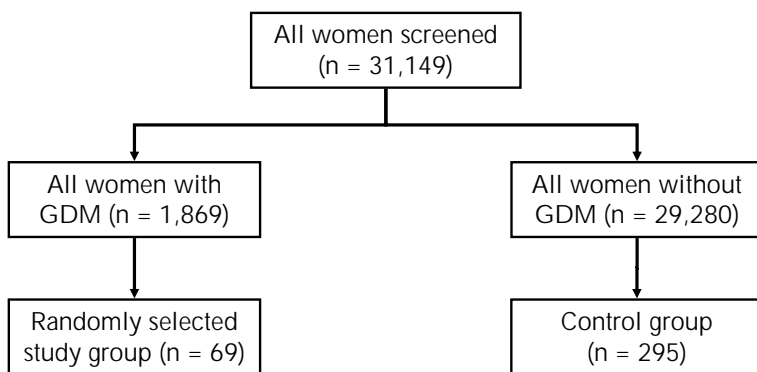 All women screened
(n = 31,149)
All women with
GDM (n = 1,869)
All women without
GDM (n = 29,280)
Randomly selected
study group (n = 69)
Control group
(n = 295)